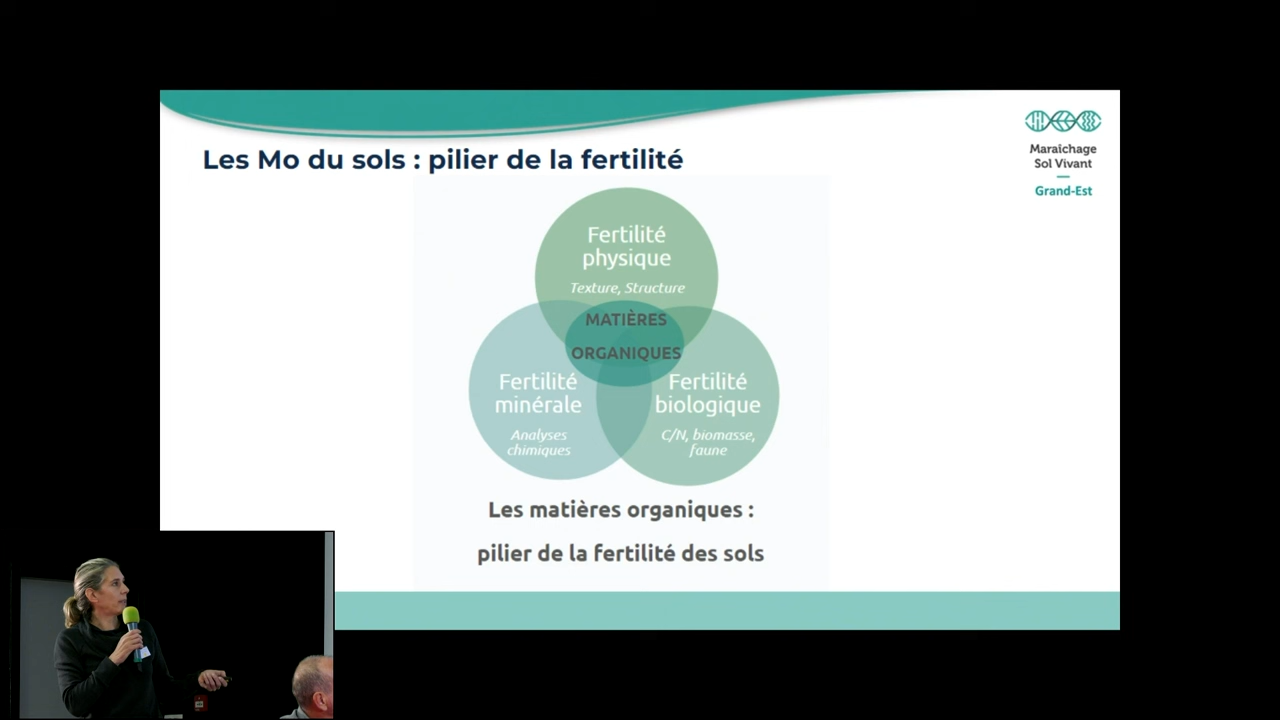 Les Mo du sols : pilier de la fertilité
Maraîchage
Sol Vivant
Grand-Est
Fertilité
physique
Texture, Structure
MATIÈRES
ORGANIQUES
Fertilité
minérale
Analyses
chimiques
Fertilité
biologique
C/N, biomasse,
faune
Les matières organiques :
pilier de la fertilité des sols